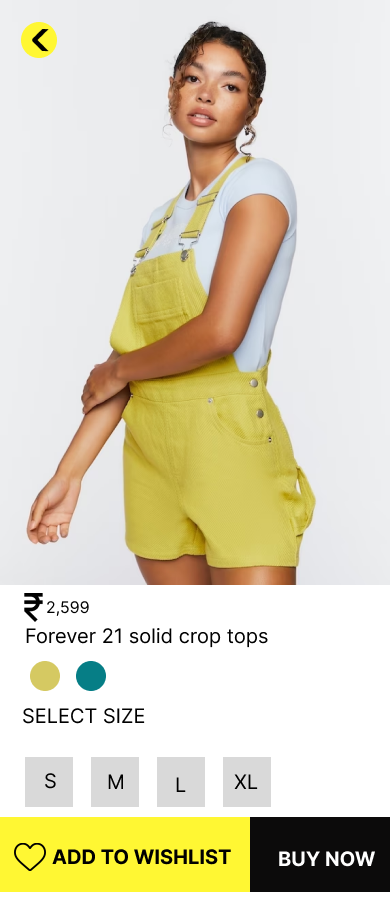 ₹ 2,599
Forever 21 solid crop tops
SELECT SIZE
S M L XL
ADD TO WISHLIST BUY NOW